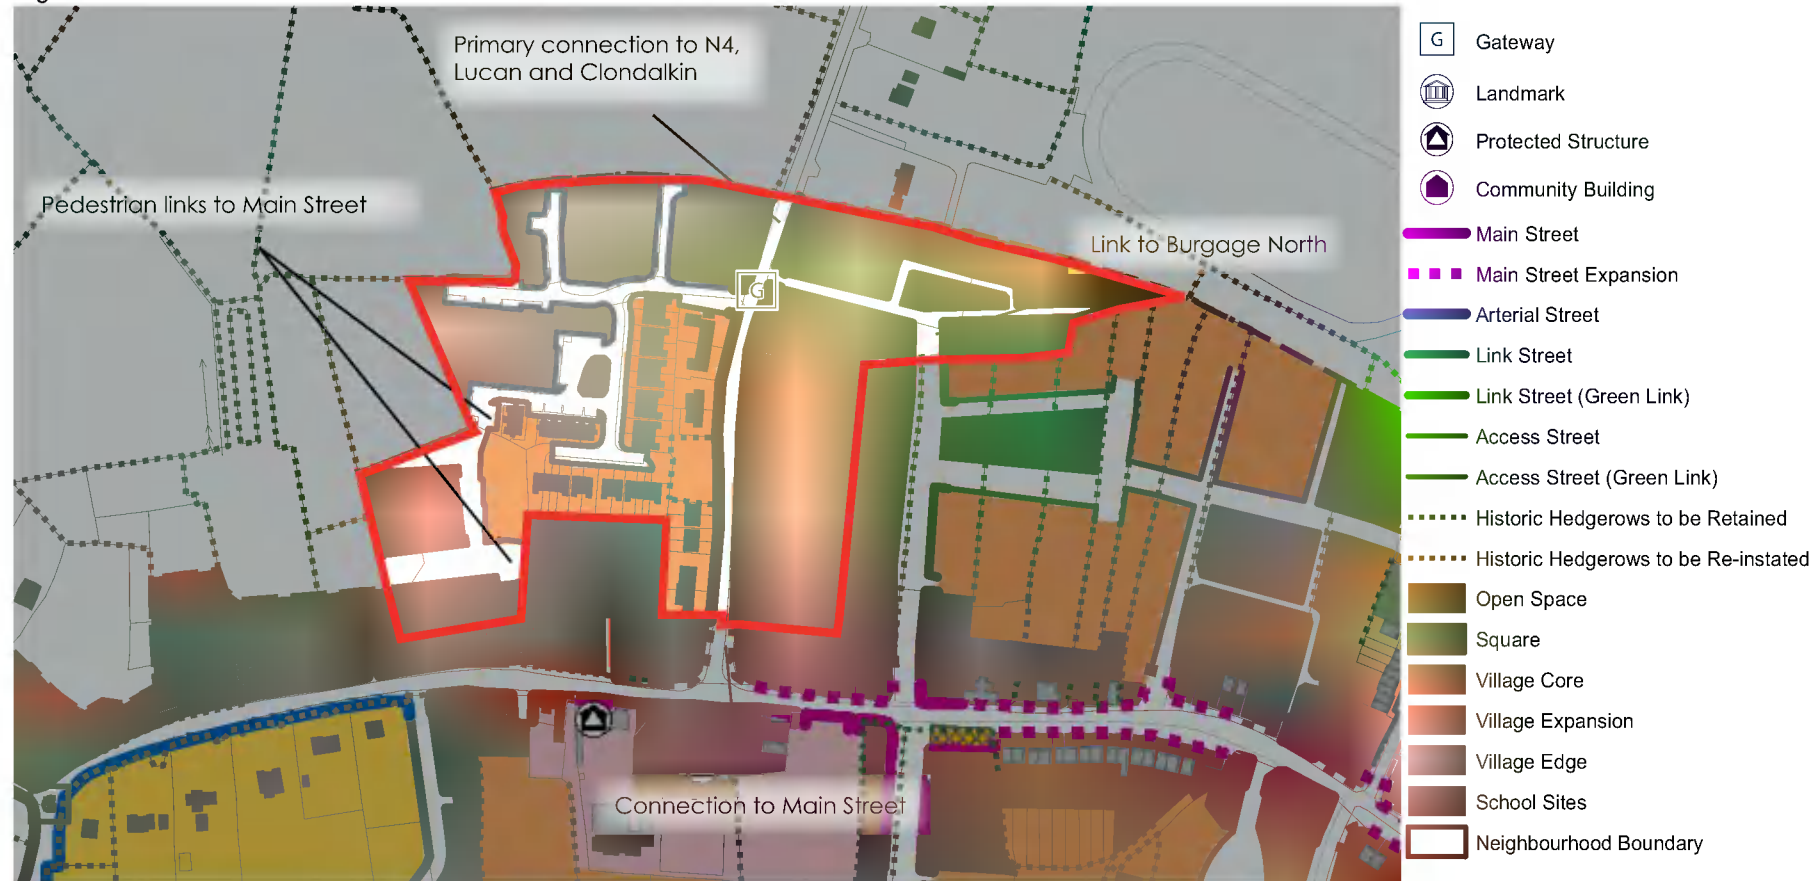 Primary connection to N4,
Lucan and Clondalkin
Pedestrian links to Main Street
Link to Burgage North
G
Connection to Main Street
G Gateway
Landmark
Protected Structure
Community Building
Main Street
Main Street Expansion
Arterial Street
Link Street
Link Street (Green Link)
Access Street
Access Street (Green Link)
Historic Hedgerows to be Retained
Historic Hedgerows to be Re-instated
Open Space
Square
Village Core
Village Expansion
Village Edge
School Sites
Neighbourhood Boundary